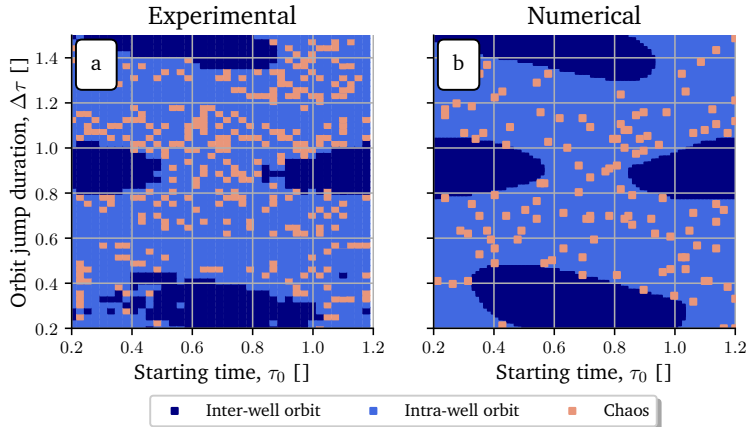 Experimental
Numerical
a
b
Orbit jump duration, Δτ []
1.4
1.2
1.0
0.8
0.6
0.4
0.2
0.2 0.4 0.6 0.8 1.0 1.2
0.2 0.4 0.6 0.8 1.0 1.2
Starting time, τ0 []
Starting time, τ0 []
Inter-well orbit
Intra-well orbit
Chaos